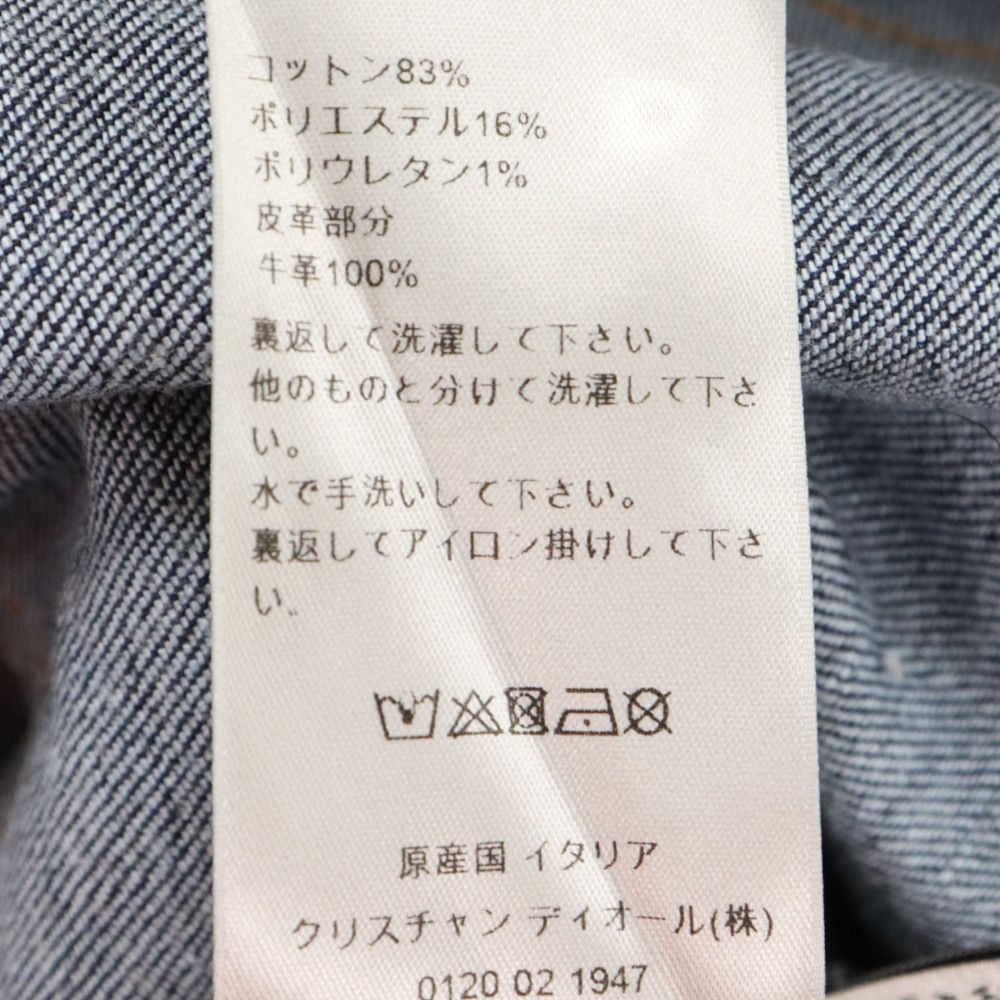 コットン83%
ポリエステル16%
ポリウレタン1%
皮革部分
牛革100%
裏返して洗濯して下さい。
他のものと分けて洗濯して下さ
い。
水で手洗いして下さい。
裏返してアイロン掛けして下さ
い.
原産国 イタリア
クリスチャン ディオール(株)
0120 02 1947